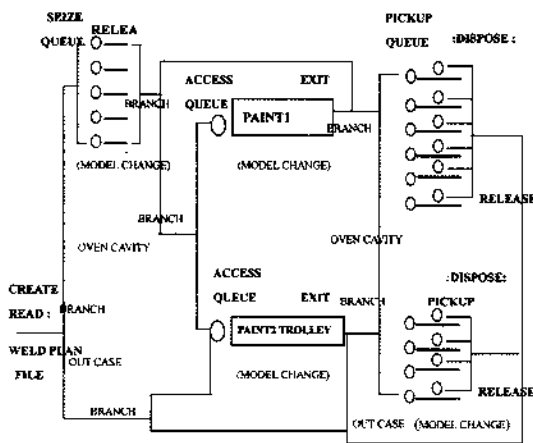 SEIZE
QUEUE
RELEA
BRANCH
(MODEL CHANGE)
ACCESS
QUEUE
EXIT
PAINT1
BRANCH
(MODEL CHANGE)
PICKUP
QUEUE
:DISPOSE :
RELEASE
BRANCH
OVEN CAVITY
OVEN CAVITY
ACCESS
QUEUE
EXIT
PAINT2 TROLLEY
(MODEL CHANGE)
BRANCH
:DISPOSE:
PICKUP
RELEASE
CREATE
READ :
BRANCH
WELD PLAN
FILE
OUT CASE
BRANCH
OUT CASE
(MODEL CHANGE)